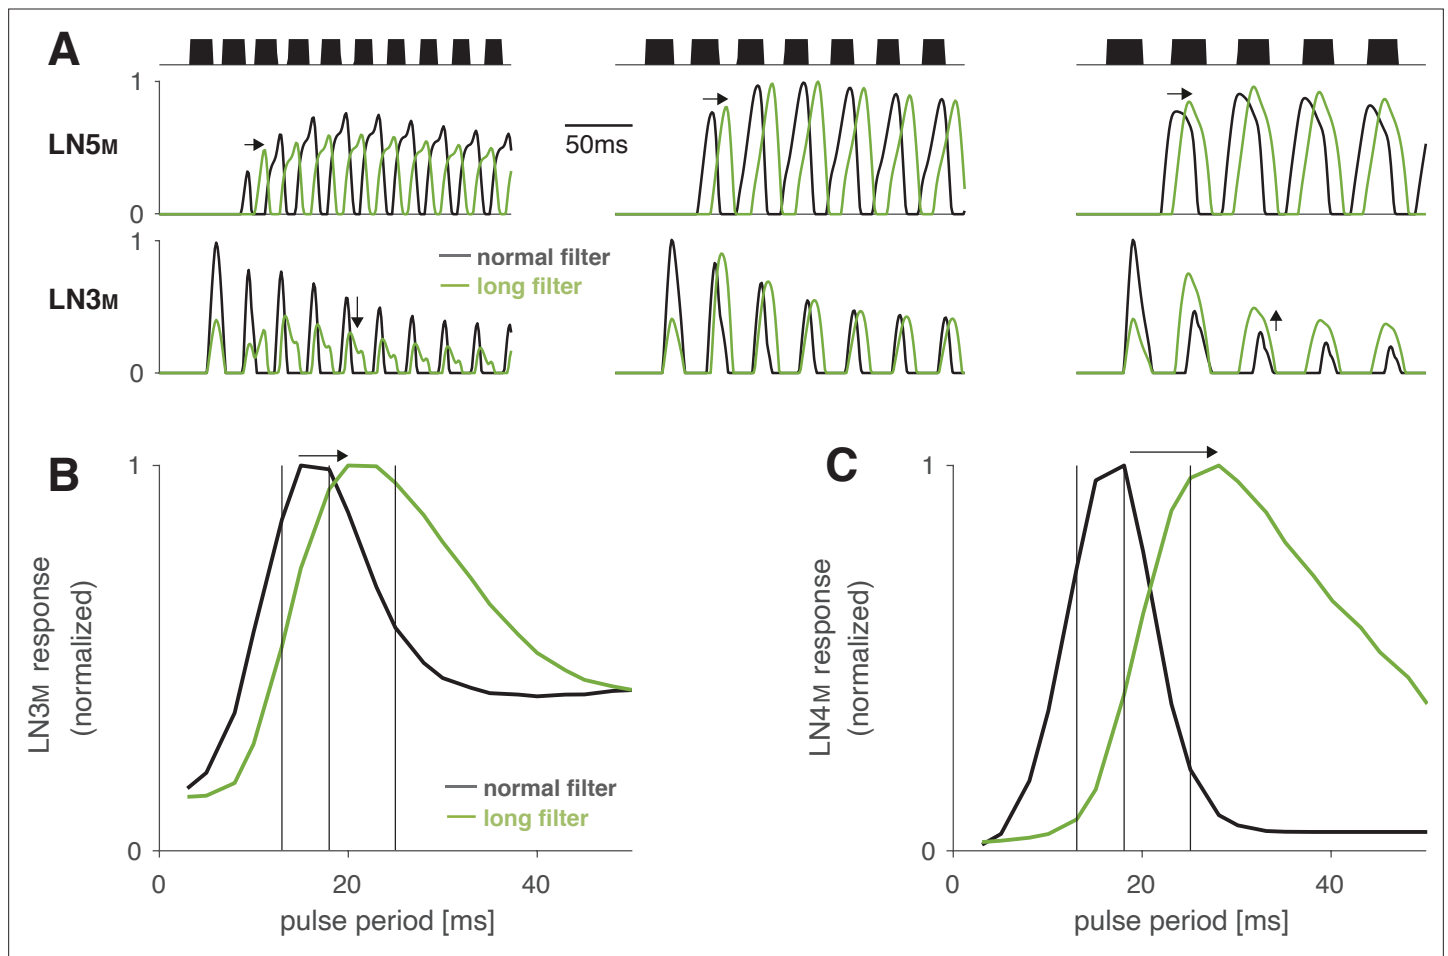 A
1
LN5M
0
50ms
1
LN3M
0
normal filter
long filter
B
1
LN3M response
(normalized)
normal filter
long filter
0
0
20
40
pulse period [ms]
C
1
LN4M response
(normalized)
0
0
20
40
pulse period [ms]